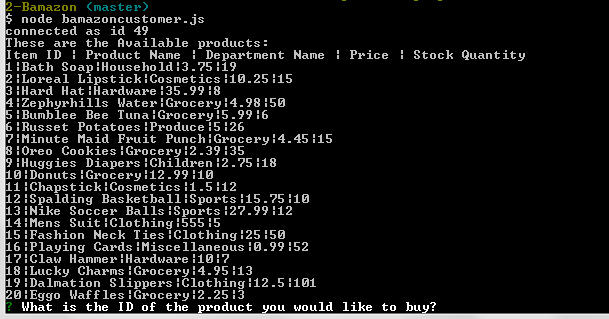 2-Bamazon (master)
$ node bamazoncustomer.js
connected as id 49
These are the Available products:
Item ID ¦ Product Name ¦ Department Name ¦ Price ¦ Stock Quantity
1¦Bath Soap¦Household¦3.75¦19
2¦Loreal Lipstick¦Cosmetics¦10.25¦15
3¦Hard Hat¦Hardware¦35.99¦8
4¦Zephyrhills Water¦Grocery¦4.98¦50
5¦Bumblee Bee Tuna¦Grocery¦5.99¦6
6¦Russet Potatoes¦Produce¦5¦26
7¦Minute Maid Fruit Punch¦Grocery¦4.45¦15
8¦Oreo Cookies¦Grocery¦2.39¦35
9¦Huggies Diapers¦Children¦2.75¦18
10¦Donuts¦Grocery¦12.99¦10
11¦Chapstick¦Cosmetics¦1.5¦12
12¦Spalding Basketball¦Sports¦15.75¦10
13¦Nike Soccer Balls¦Sports¦27.99¦12
14¦Mens Suit¦Clothing¦555¦5
15¦Fashion Neck Ties¦Clothing¦25¦50
16¦Playing Cards¦Miscellaneous¦0.99¦52
17¦Claw Hammer¦Hardware¦10¦7
18¦Lucky Charms¦Grocery¦4.95¦13
19¦Dalmation Slippers¦Clothing¦12.5¦101
20¦Eggo Waffles¦Grocery¦2.25¦3
? What is the ID of the product you would like to buy?